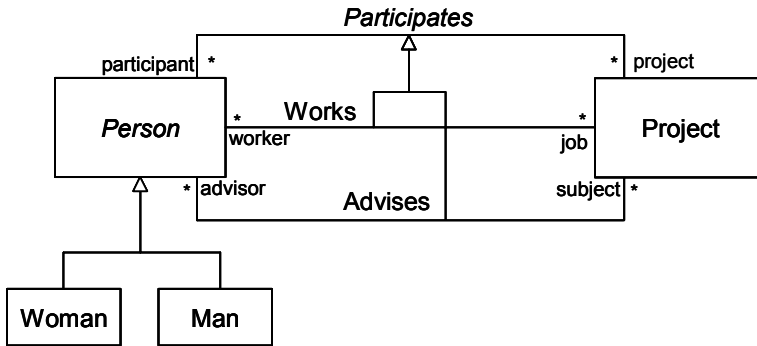 Participates
participant * * project
Person * Works * Project
worker job
* advisor Advises subject *
Woman Man